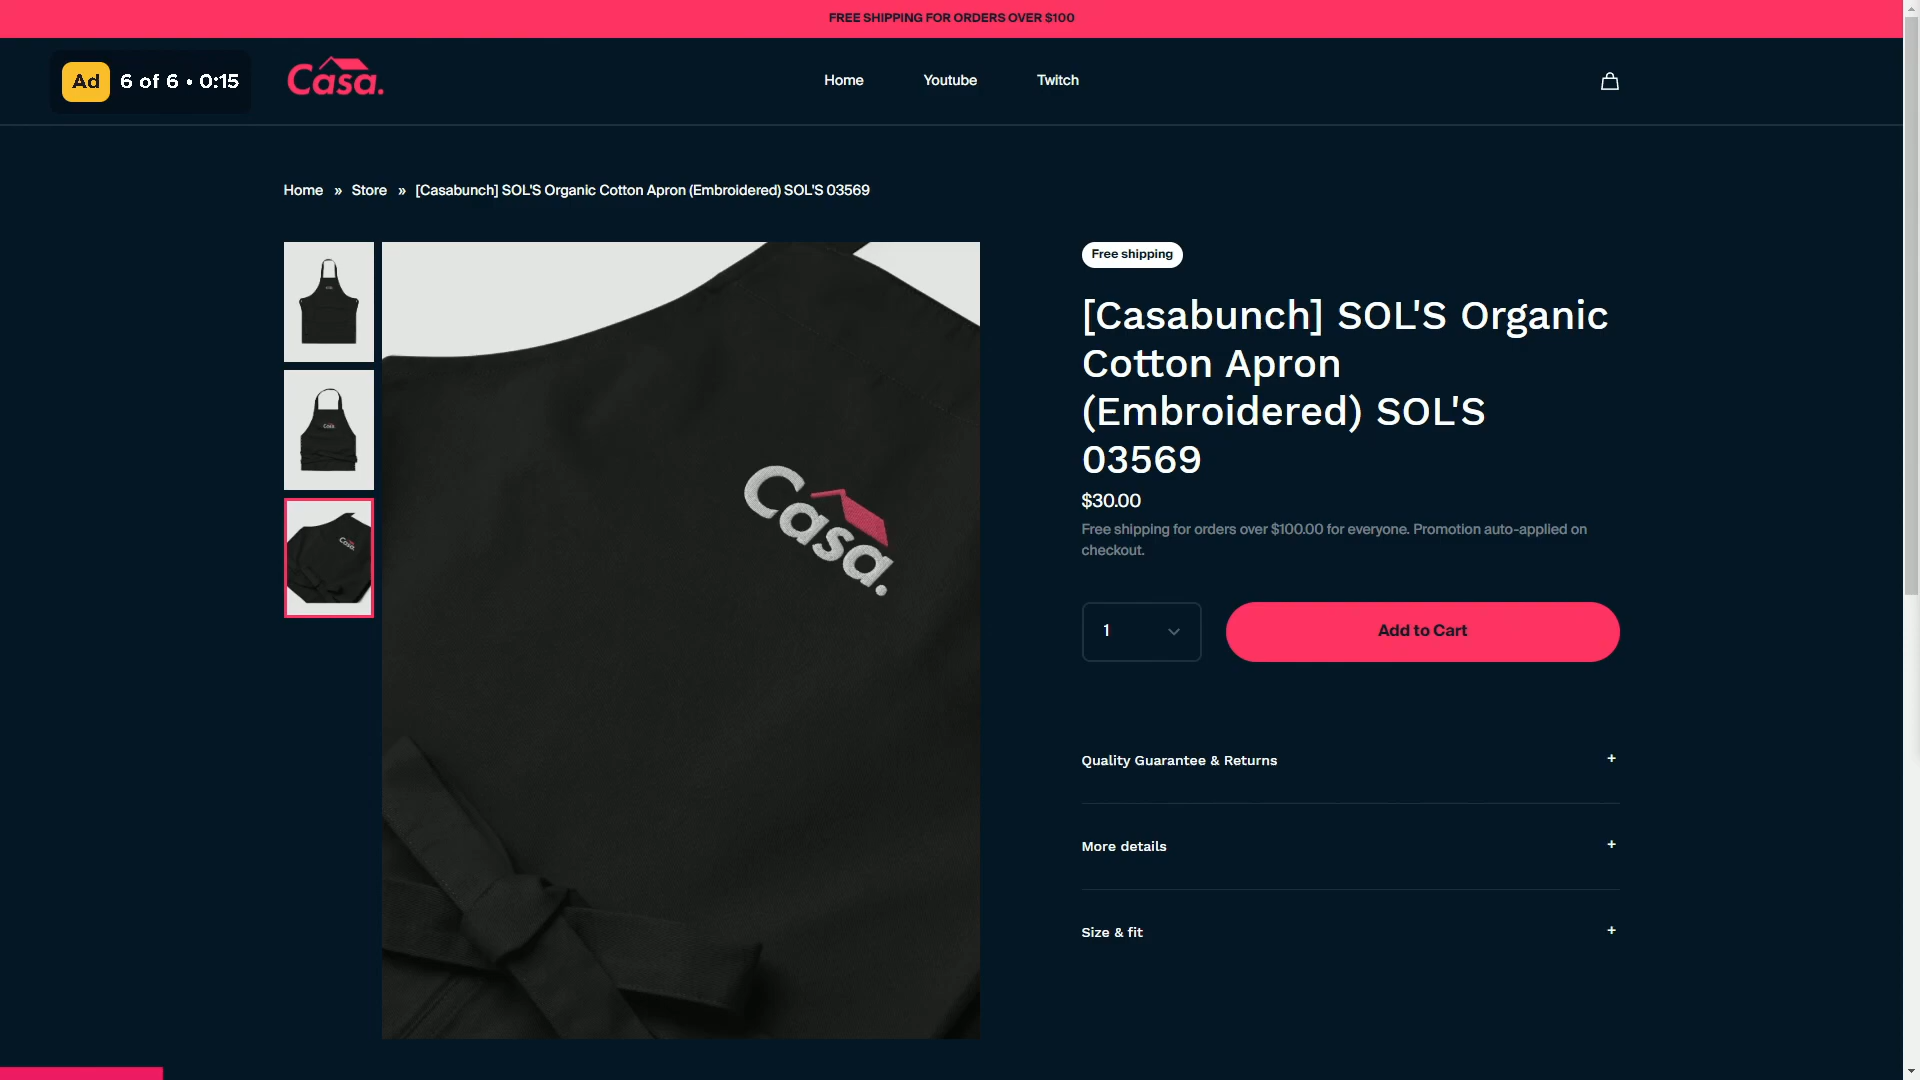 FREE SHIPPING FOR ORDERS OVER $100
Ad 6 of 6 • 0:15
Casa.
Home
Youtube
Twitch
Home » Store » [Casabunch] SOL'S Organic Cotton Apron (Embroidered) SOL'S 03569
Casa.
Free shipping
[Casabunch] SOL'S Organic
Cotton Apron
(Embroidered) SOL'S
03569
$30.00
Free shipping for orders over $100.00 for everyone. Promotion auto-applied on
checkout.
1
Add to Cart
Quality Guarantee & Returns +
More details +
Size & fit +